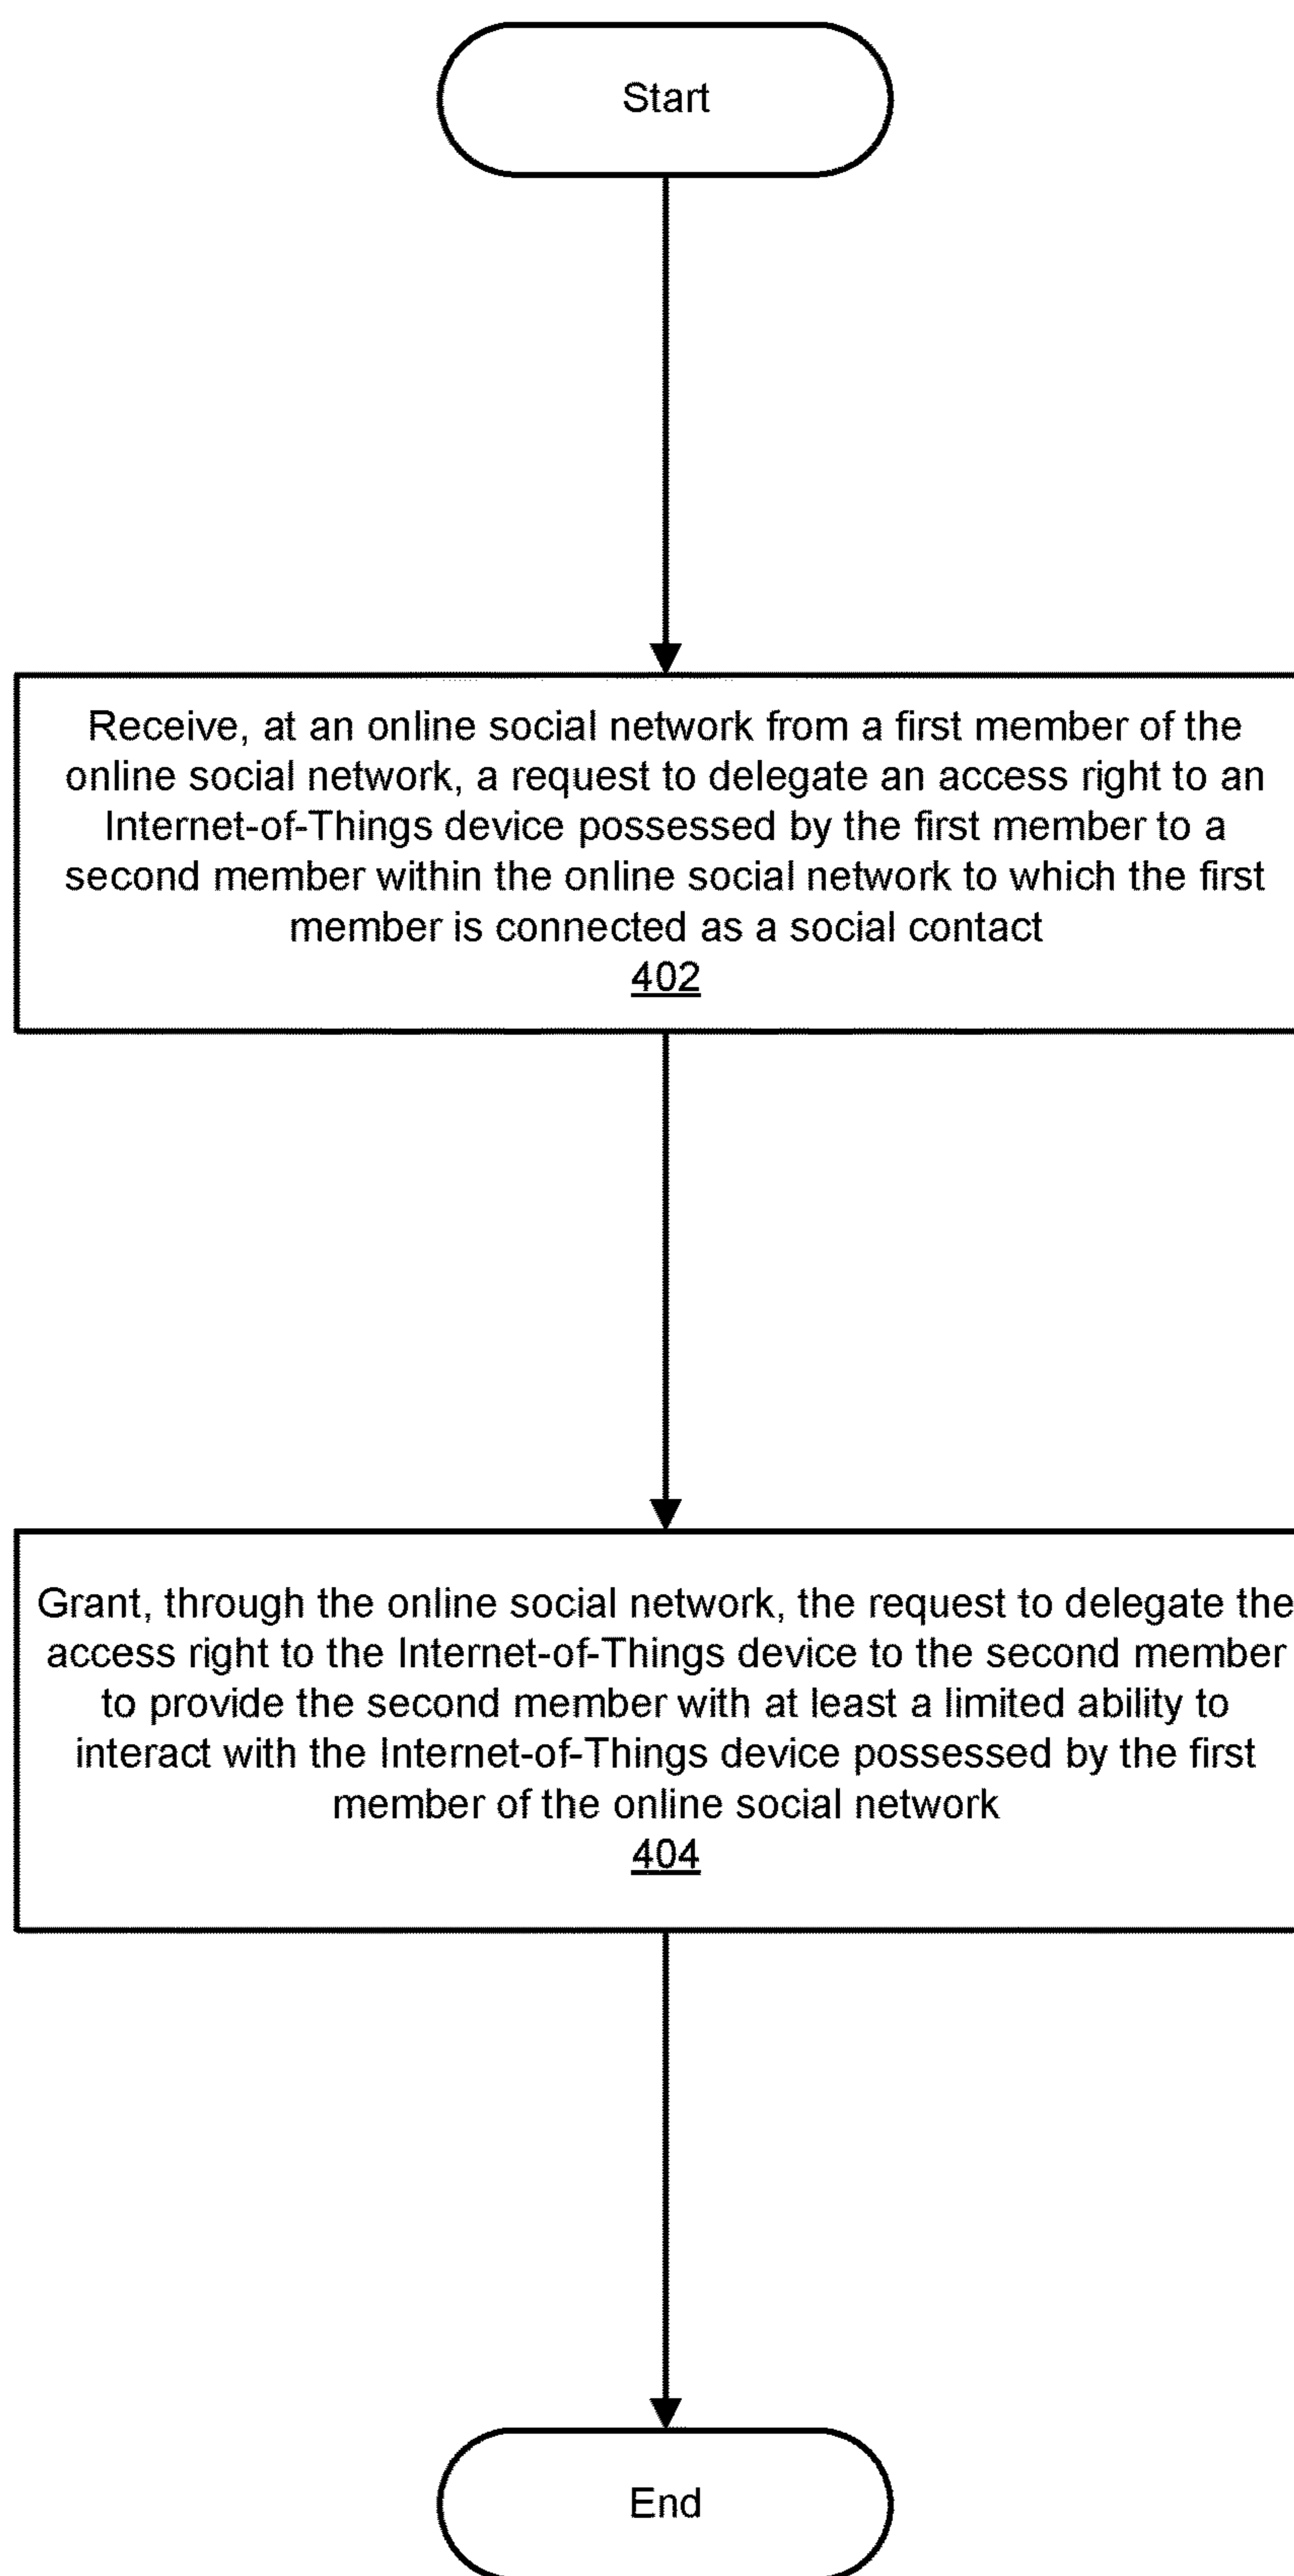 Start
Receive, at an online social network from a first member of the
online social network, a request to delegate an access right to an
Internet-of-Things device possessed by the first member to a
second member within the online social network to which the first
member is connected as a social contact
402
Grant, through the online social network, the request to delegate the
access right to the Internet-of-Things device to the second member
to provide the second member with at least a limited ability to
interact with the Internet-of-Things device possessed by the first
member of the online social network
404
End